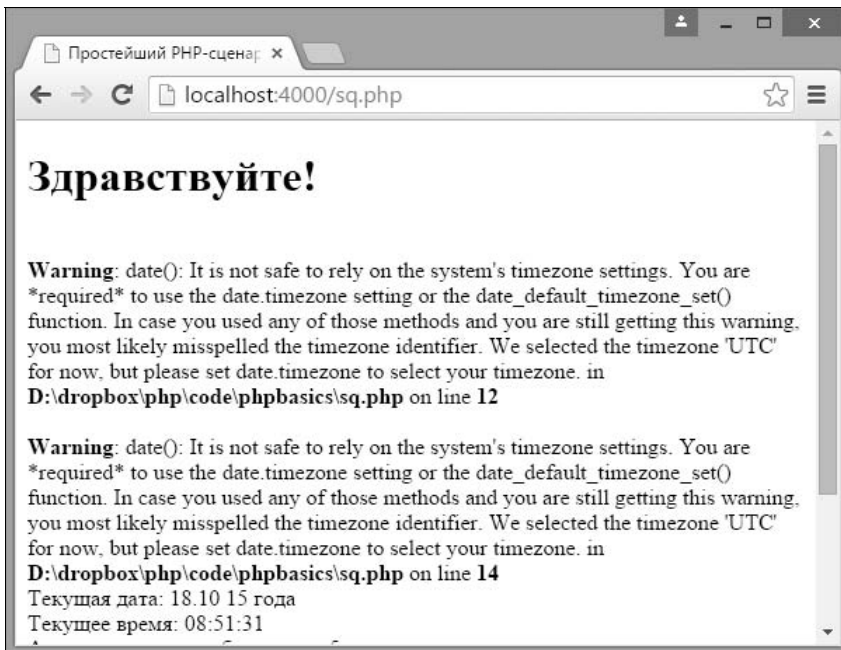 Простейший PHP-сценар
localhost:4000/sq.php
Здравствуйте!
Warning: date(): It is not safe to rely on the system's timezone settings. You are
*required* to use the date.timezone setting or the date_default_timezone_set()
function. In case you used any of those methods and you are still getting this warning,
you most likely misspelled the timezone identifier. We selected the timezone 'UTC'
for now, but please set date.timezone to select your timezone. in
D:\dropbox\php\code\phpbasics\sq.php on line 12
Warning: date(): It is not safe to rely on the system's timezone settings. You are
*required* to use the date.timezone setting or the date_default_timezone_set()
function. In case you used any of those methods and you are still getting this warning,
you most likely misspelled the timezone identifier. We selected the timezone 'UTC'
for now, but please set date.timezone to select your timezone. in
D:\dropbox\php\code\phpbasics\sq.php on line 14
Текущая дата: 18.10 15 года
Текущее время: 08:51:31